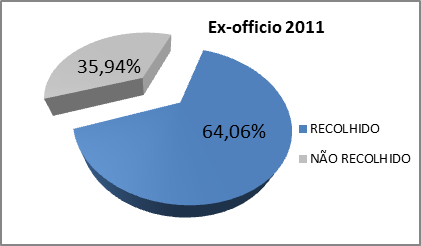 Ex-officio 2011
35,94%
64,06%
RECOLHIDO
NÃO RECOLHIDO